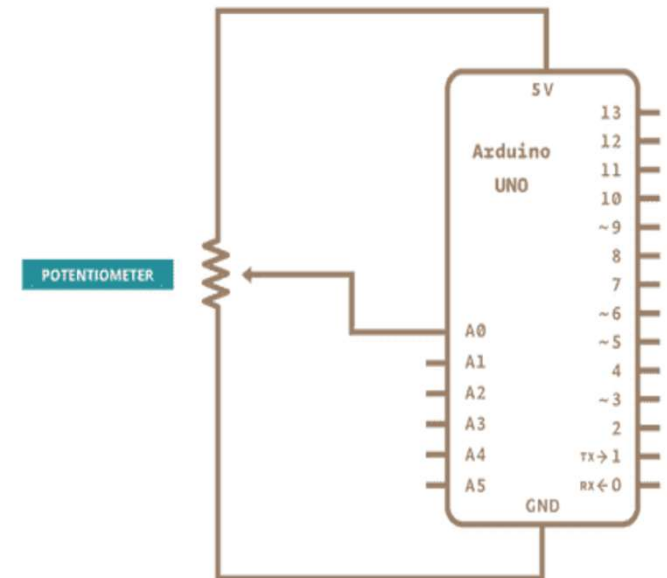 5V
Arduino
UNO
POTENTIOMETER
13
12
11
10
~9
8
7
~6
~5
4
~3
2
TX→1
RX←0
A0
A1
A2
A3
A4
A5
GND